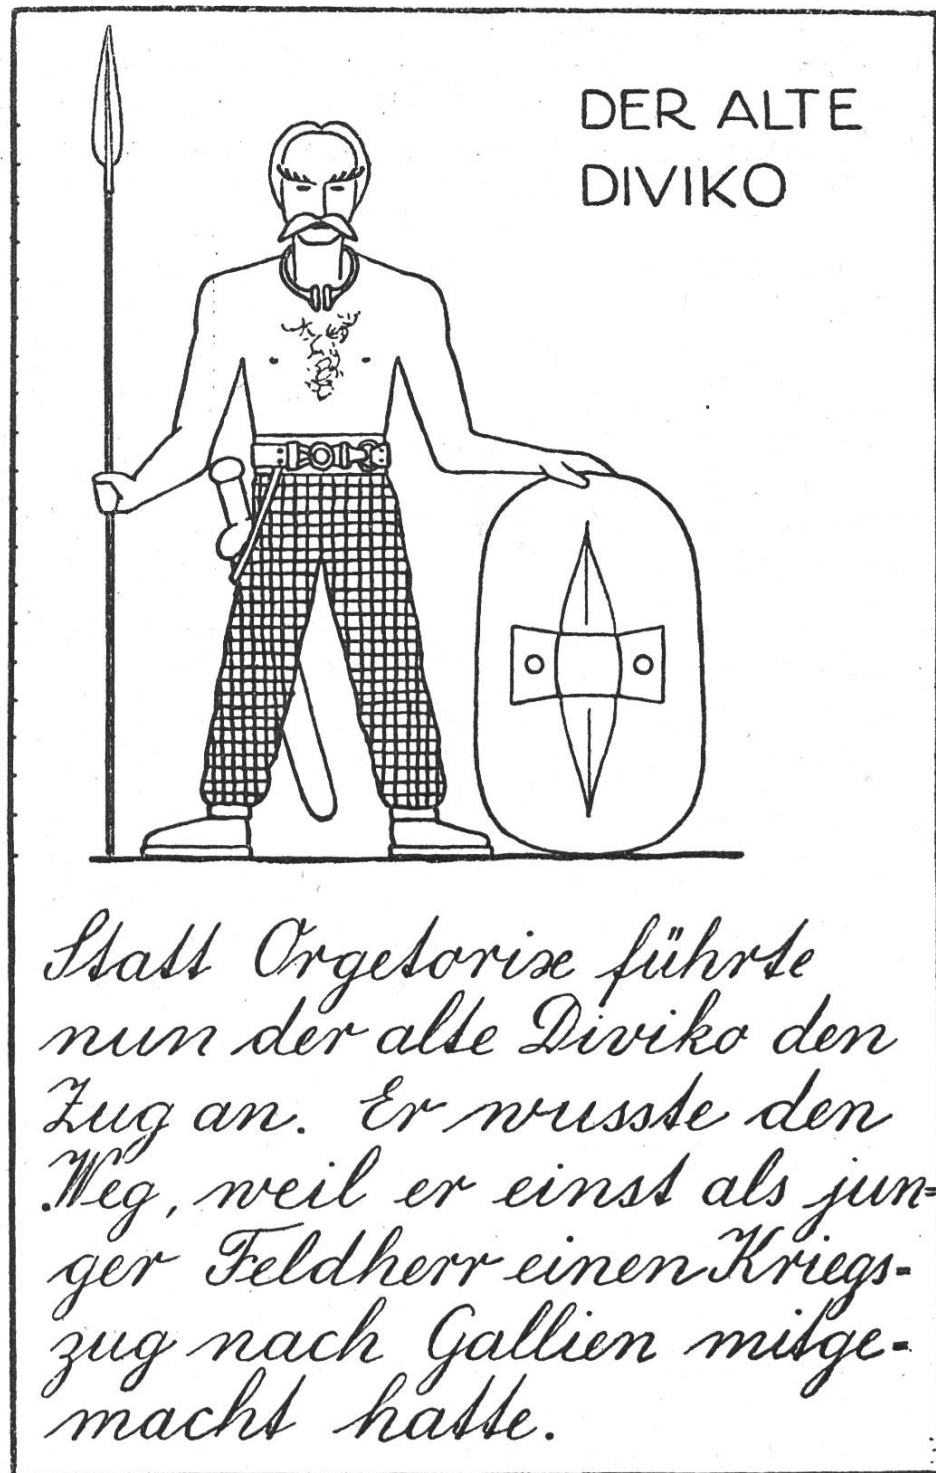 DER ALTE
DIVIKO
Statt Orgetorix führte
nun der alte Diviko den
Zug an. Er wusste den
Weg, weil er einst als jun=
ger Feldherr einen Kriegs=
zug nach Gallien mitge=
macht hatte.